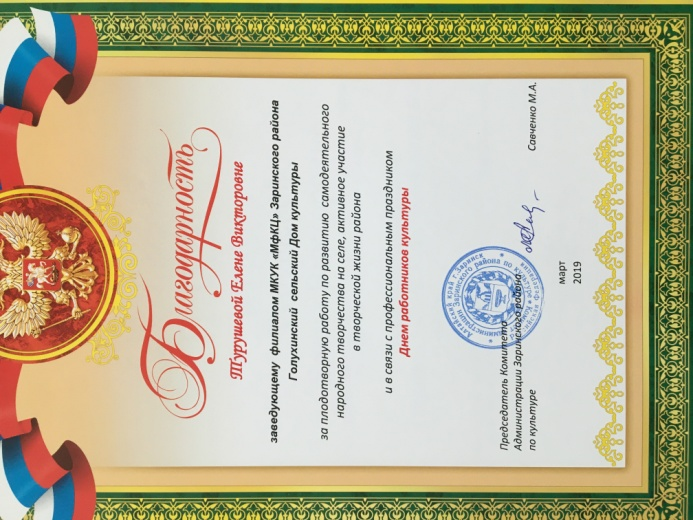 Благодарность
Турушевой Елене Викторовне
заведующему филиалом МКУК «МфКЦ» Заринского района
Голухинский сельский Дом культуры
за плодотворную работу по развитию самодеятельного
народного творчества на селе, активное участие
в творческой жизни района
и в связи с профессиональным праздником
Днем работников культуры
Председатель Комитета
Администрации Заринского района
по культуре
Савченко М.А.
март
2019